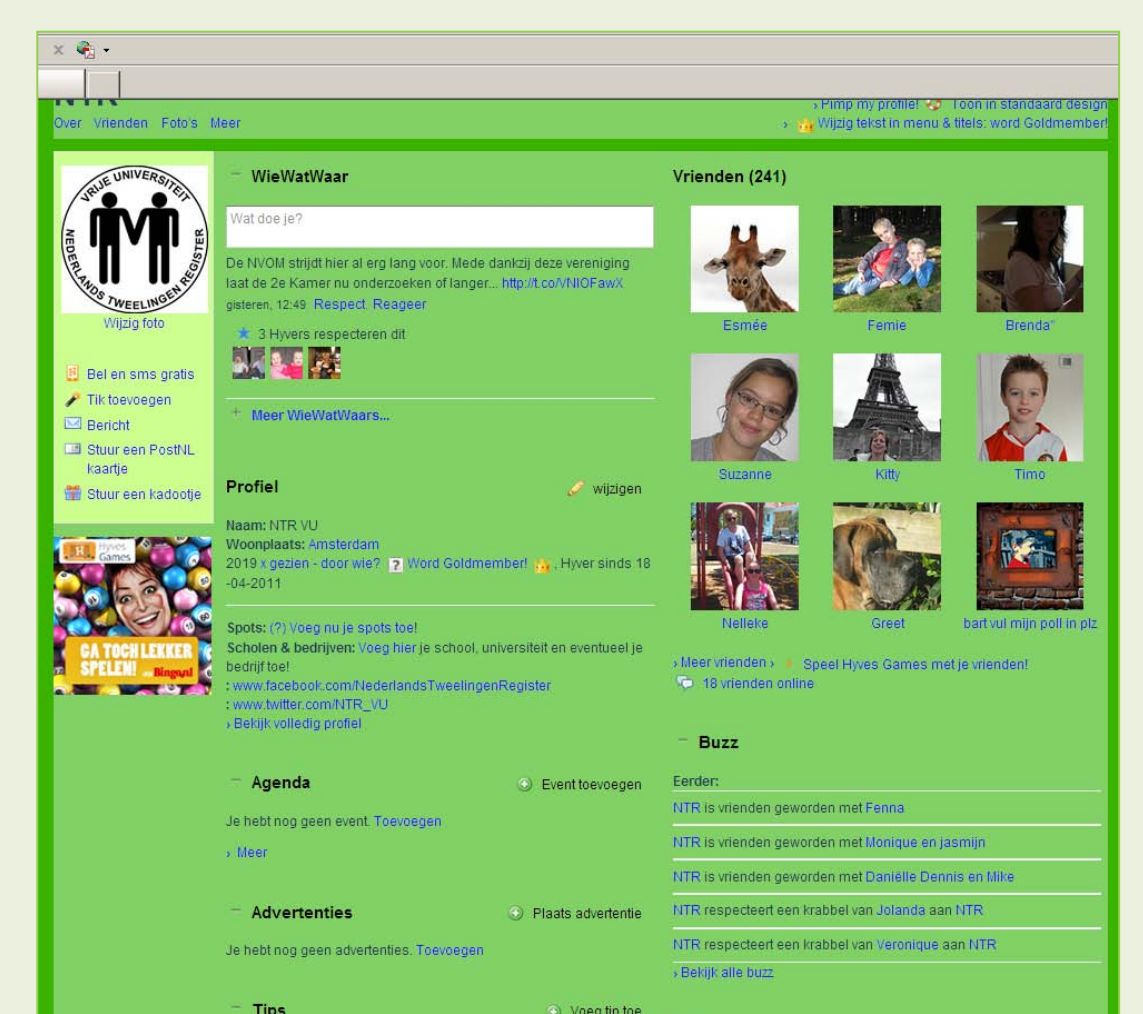 NTR
Over Vrienden Foto's Meer
› Pimp my profile! Toon in standaard design
› Wijzig tekst in menu & titels: word Goldmember!
VRIJE UNIVERSITEIT
NEDERLANDS TWEELINGEN REGISTER
Wijzig foto
Bel en sms gratis
Tik toevoegen
Bericht
Stuur een PostNL
kaartje
Stuur een kadootje
H Hyves
Games
GA TOCH LEKKER
SPELEN!
Bingo.nl
WieWatWaar
Wat doe je?
De NVOM strijdt hier al erg lang voor. Mede dankzij deze vereniging
laat de 2e Kamer nu onderzoeken of langer... http://t.co/VNIOFawX
gisteren, 12:49 Respect Reageer
3 Hyvers respecteren dit
Meer WieWatWaars...
Profiel
wijzigen
Naam: NTR VU
Woonplaats: Amsterdam
2019 x gezien - door wie? ? Word Goldmember! . Hyver sinds 18
-04-2011
Spots: (?) Voeg nu je spots toe!
Scholen & bedrijven: Voeg hier je school, universiteit en eventueel je
bedrijf toe!
: www.facebook.com/NederlandsTweelingenRegister
: www.twitter.com/NTR_VU
› Bekijk volledig profiel
Agenda
Event toevoegen
Je hebt nog geen event. Toevoegen
› Meer
Advertenties
Plaats advertentie
Je hebt nog geen advertenties. Toevoegen
Tips
Voeg tip toe
Vrienden (241)
Esmée Femie Brenda"
Suzanne Kitty Timo
Nelleke Greet bart vul mijn poll in plz
› Meer vrienden › Speel Hyves Games met je vrienden!
18 vrienden online
Buzz
Eerder:
NTR is vrienden geworden met Fenna
NTR is vrienden geworden met Monique en jasmijn
NTR is vrienden geworden met Daniëlle Dennis en Mike
NTR respecteert een krabbel van Jolanda aan NTR
NTR respecteert een krabbel van Veronique aan NTR
› Bekijk alle buzz